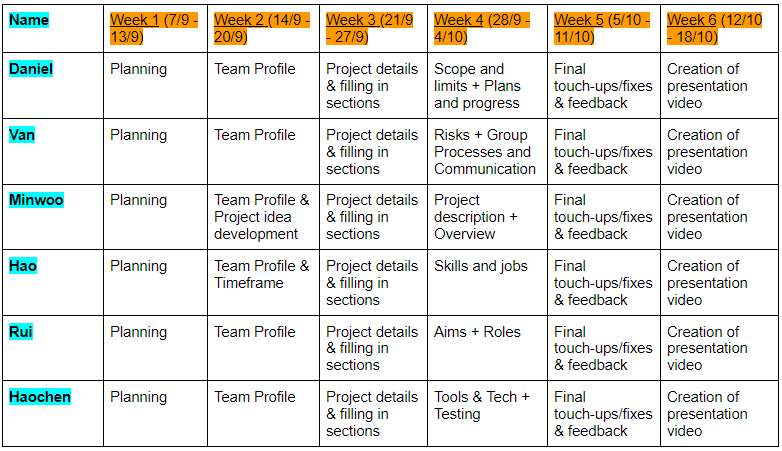 Name Week 1 (7/9 - Week 2 (14/9 - Week 3 (21/9 Week 4 (28/9 - Week 5 (5/10 - Week 6 (12/10
13/9) 20/9) - 27/9) 4/10) 11/10) - 18/10)
Daniel Planning Team Profile Project details Scope and Final Creation of
& filling in limits + Plans touch-ups/fixes presentation
sections and progress & feedback video
Van Planning Team Profile Project details Risks + Group Final Creation of
& filling in Processes and touch-ups/fixes presentation
sections Communication & feedback video
Minwoo Planning Team Profile & Project details Project Final Creation of
Project idea & filling in description + touch-ups/fixes presentation
development sections Overview & feedback video
Hao Planning Team Profile & Project details Skills and jobs Final Creation of
Timeframe & filling in touch-ups/fixes presentation
sections & feedback video
Rui Planning Team Profile Project details Aims + Roles Final Creation of
& filling in touch-ups/fixes presentation
sections & feedback video
Haochen Planning Team Profile Project details Tools & Tech + Final Creation of
& filling in Testing touch-ups/fixes presentation
sections & feedback video